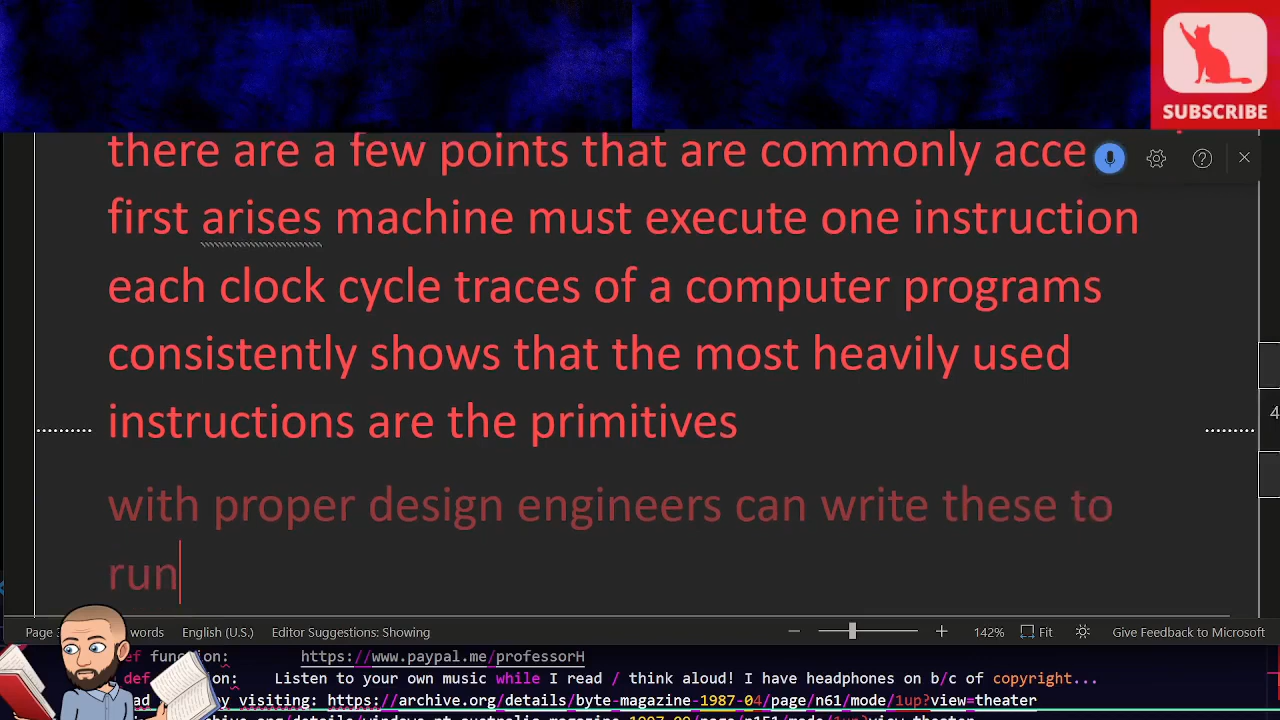 SUBSCRIBE
there are a few points that are commonly acce
first arises machine must execute one instruction
each clock cycle traces of a computer programs
consistently shows that the most heavily used
instructions are the primitives
with proper design engineers can write these to
run
4
Page words English (U.S.) Editor Suggestions: Showing 142% Fit Give Feedback to Microsoft
ef function: https://www.paypal.me/professorH
def on: Listen to your own music while I read / think aloud! I have headphones on b/c of copyright...
ad y visiting: https://archive.org/details/byte-magazine-1987-04/page/n61/mode/1up?view=theater